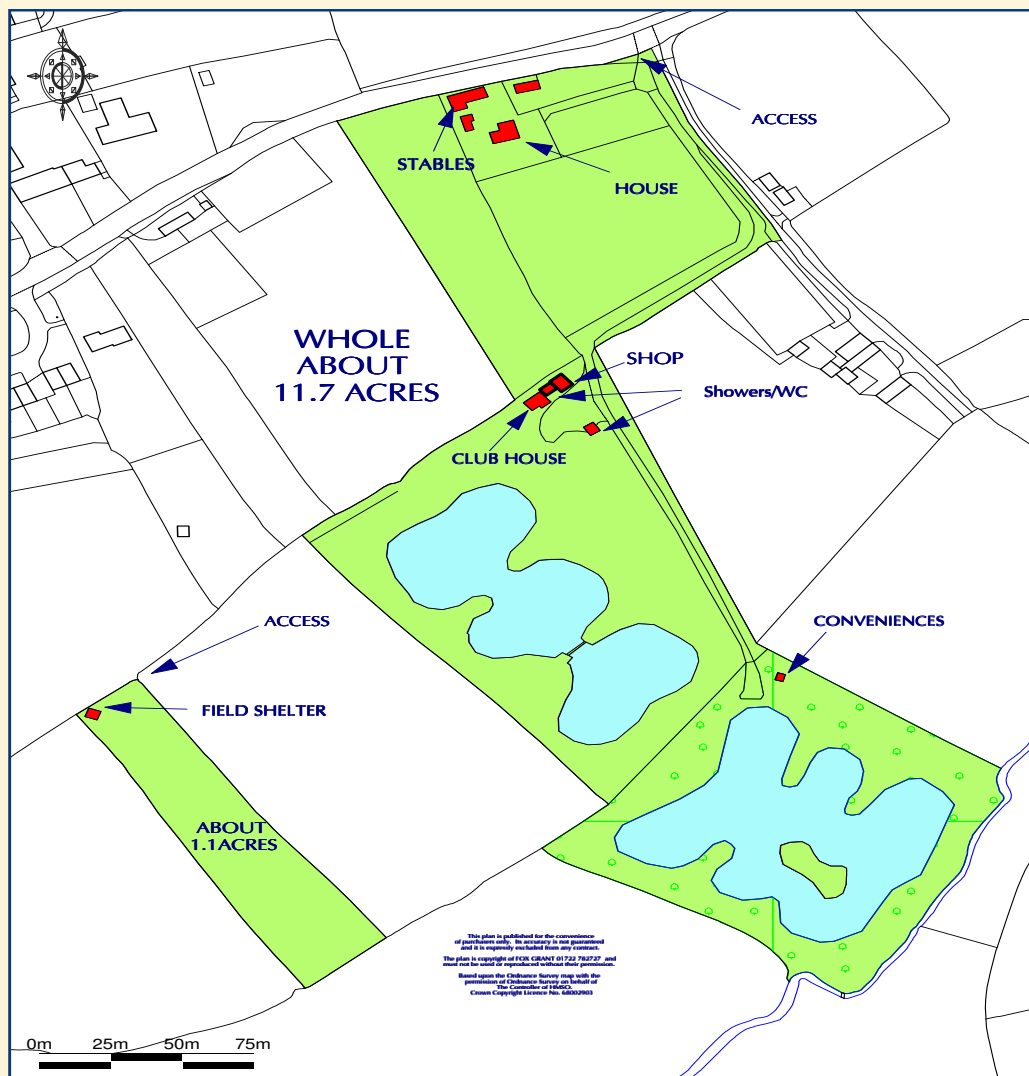 ACCESS
STABLES
HOUSE
WHOLE
ABOUT
11.7 ACRES
SHOP
Showers/WC
CLUB HOUSE
ACCESS
CONVENIENCES
FIELD SHELTER
ABOUT
1.1ACRES
This plan is published for the convenience
of purchasers only. Its accuracy is not guaranteed
and it is expressly excluded from any contract.
The plan is copyright of FOX GRANT 01722 782727 and
must not be used or reproduced without their permission.
Based upon the Ordnance Survey map with the
permission of Ordnance Survey on behalf of
The Controller of HMSO.
Crown Copyright Licence No. 68002903
0m 25m 50m 75m